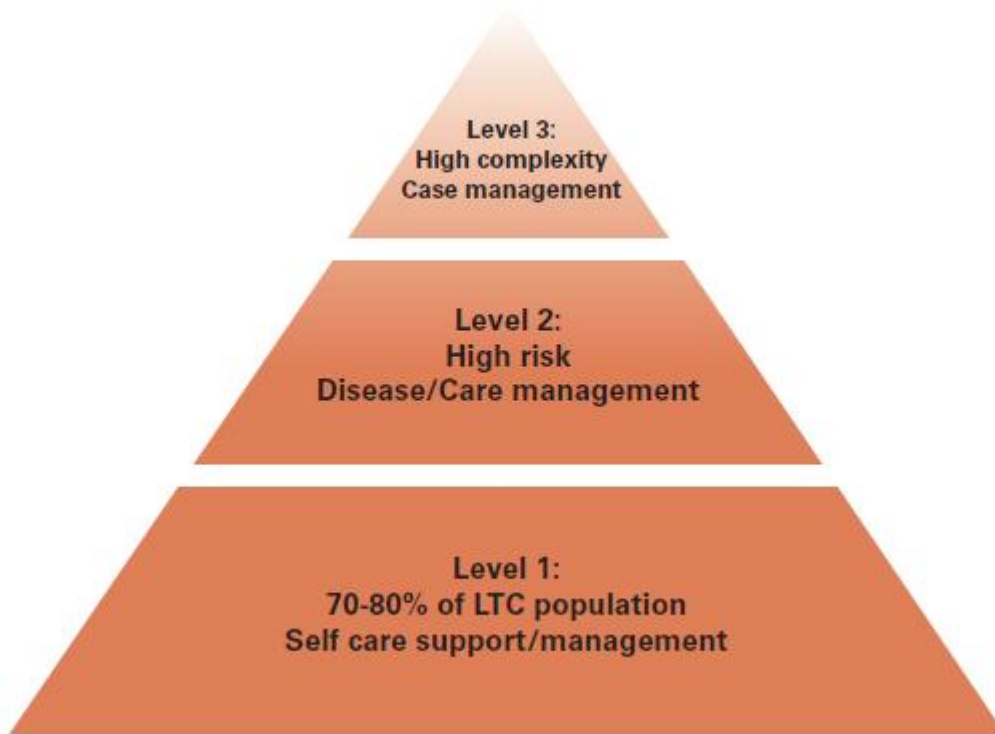 Level 3:
High complexity
Case management
Level 2:
High risk
Disease/Care management
Level 1:
70-80% of LTC population
Self care support/management